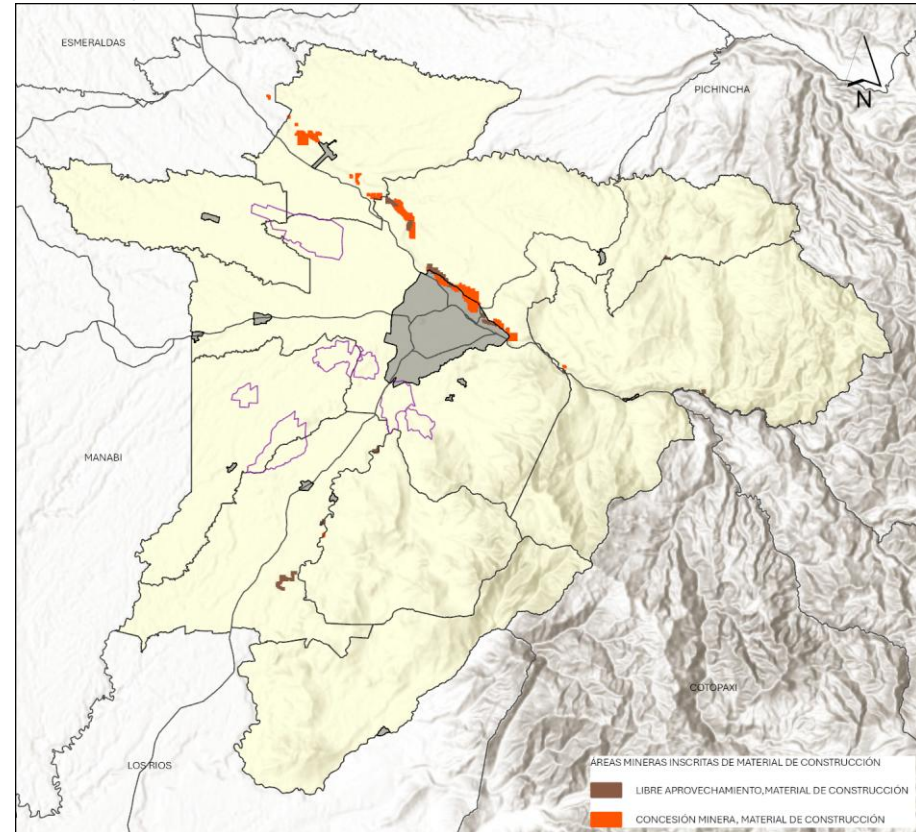 ESMERALDAS
PICHINCHA
N
MANABI
COTOPAXI
LOS RIOS
AREAS MINERAS INSCRITAS DE MATERIAL DE CONSTRUCCIÓN
LIBRE APROVECHAMIENTO,MATERIAL DE CONSTRUCCIÓN
CONCESIÓN MINERA, MATERIAL DE CONSTRUCCIÓN